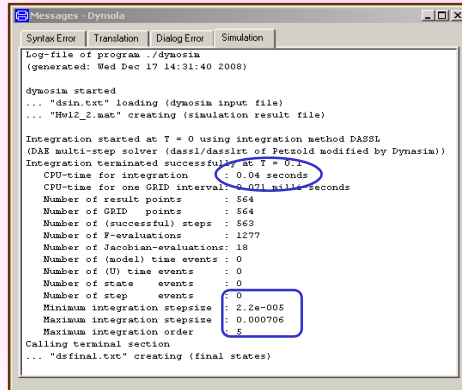 Messages - Dymola
Syntax Error Translation Dialog Error Simulation
Log-file of program ./dymosim
(generated: Wed Dec 17 14:31:40 2008)
dymosim started
... "dsin.txt" loading (dymosim input file)
... "Hw12_2.mat" creating (simulation result file)
Integration started at T = 0 using integration method DASSL
(DAE multi-step solver (dassl/dasslrt of Petzold modified by Dynasim))
Integration terminated successfully at T = 0.1
CPU-time for integration : 0.04 seconds
CPU-time for one GRID interval: 0.071 milli-seconds
Number of result points : 564
Number of GRID points : 564
Number of (successful) steps : 563
Number of F-evaluations : 1277
Number of Jacobian-evaluations: 18
Number of (model) time events : 0
Number of (U) time events : 0
Number of state events : 0
Number of step events : 0
Minimum integration stepsize : 2.2e-005
Maximum integration stepsize : 0.000706
Maximum integration order : 5
Calling terminal section
... "dsfinal.txt" creating (final states)